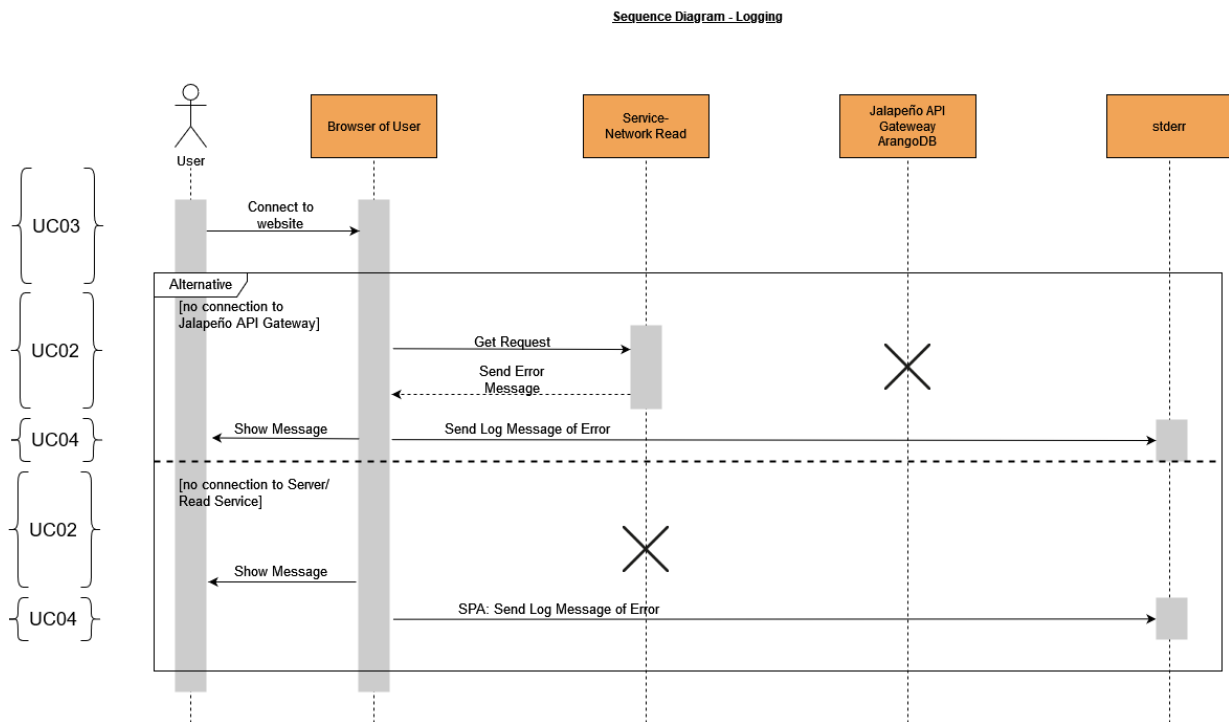 Sequence Diagram - Logging
User
Browser of User
Service-
Network Read
Jalapeño API
Gateweay
ArangoDB
stderr
UC03
Connect to
website
Alternative
[no connection to
Jalapeño API Gateway]
UC02
Get Request
Send Error
Message
UC04
Show Message
Send Log Message of Error
[no connection to Server/
Read Service]
UC02
Show Message
UC04
SPA: Send Log Message of Error